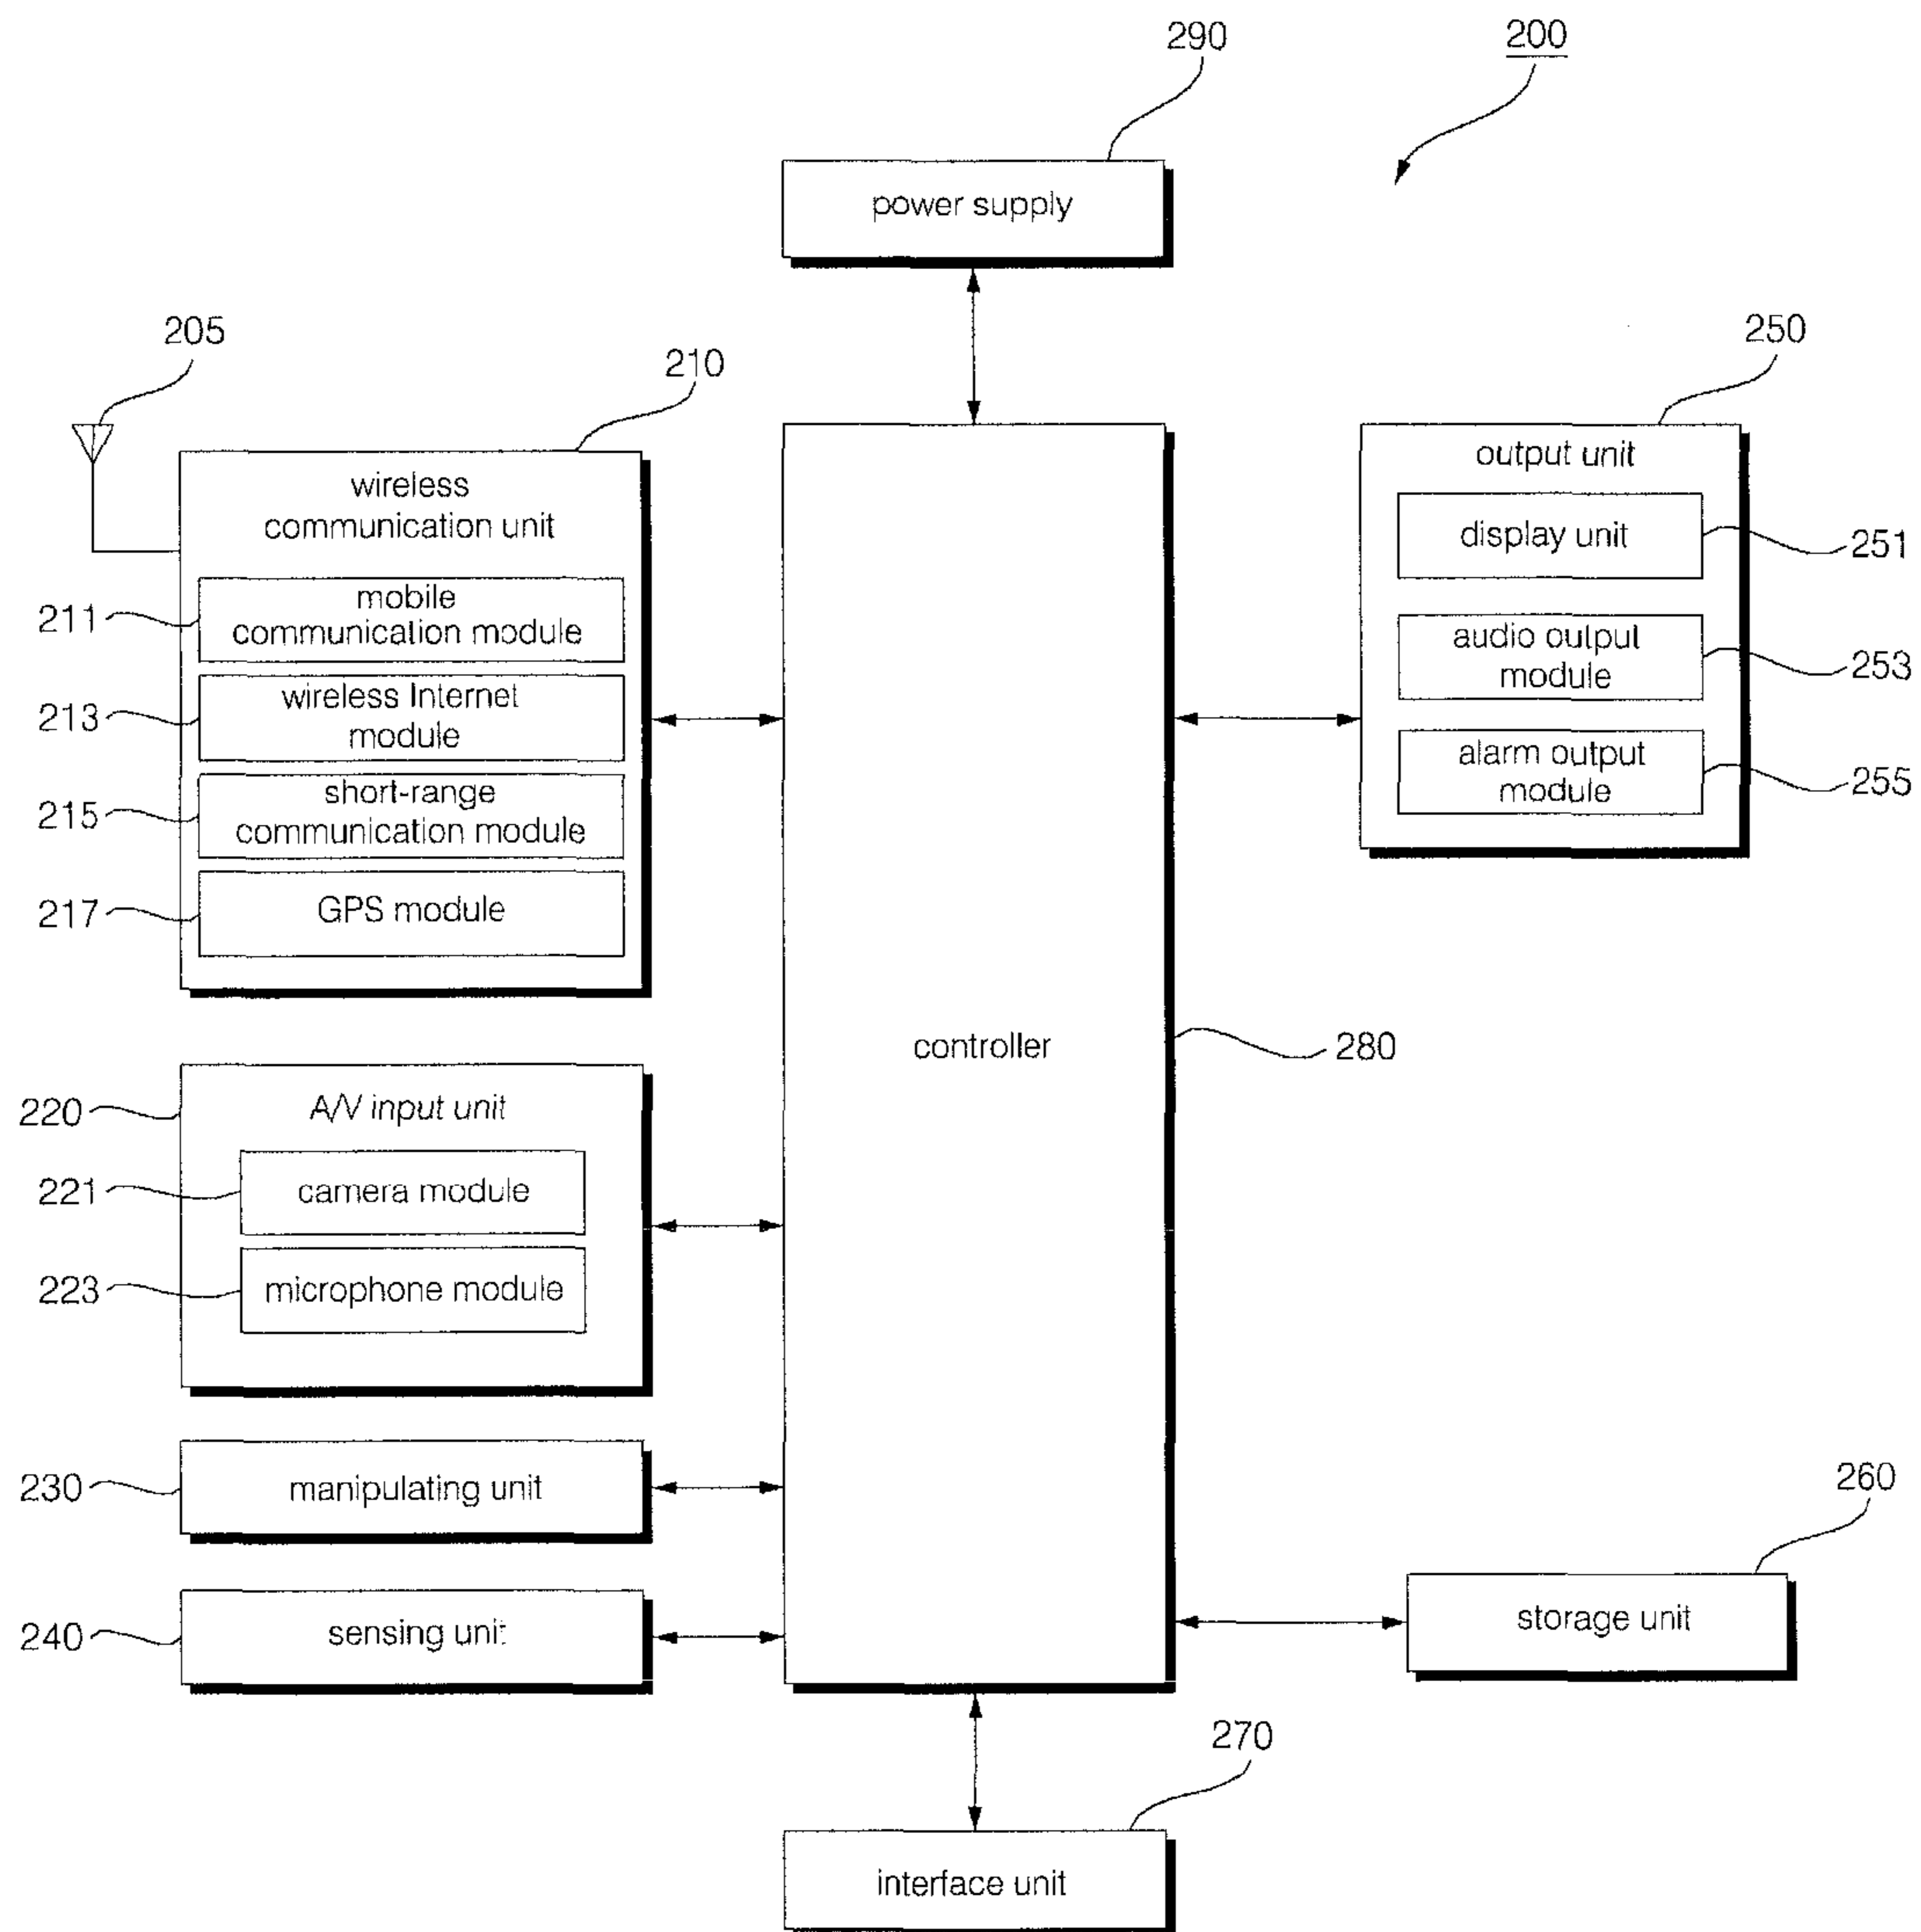 290
200
power supply
205
210
250
wireless
communication unit
output unit
display unit
251
211
mobile
communication module
audio output
module
253
213
wireless Internet
module
alarm output
module
255
215
short-range
communication module
217
GPS module
controller
280
220
A/V input unit
221
camera module
223
microphone module
230
manipulating unit
260
240
sensing unit
storage unit
270
interface unit